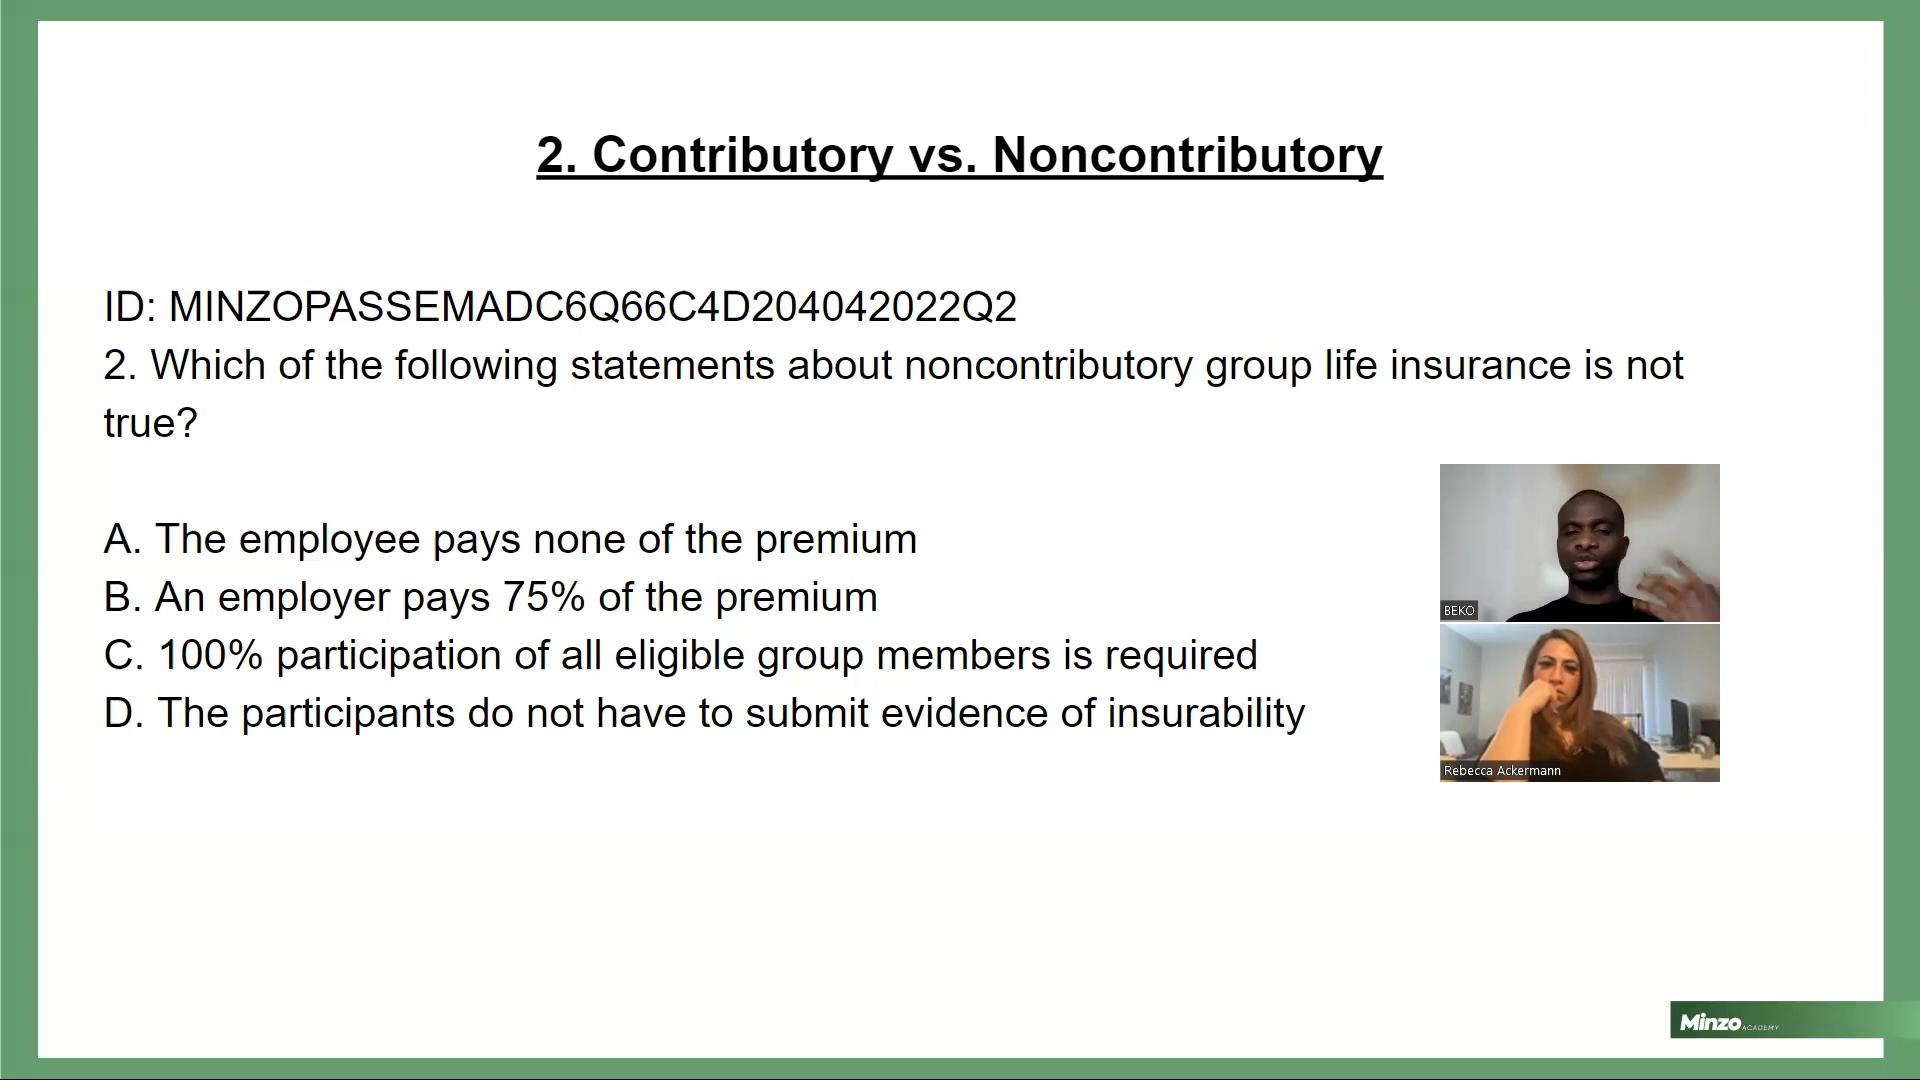 2. Contributory vs. Noncontributory
ID: MINZOPASSEMADC6Q66C4D204042022Q2
2. Which of the following statements about noncontributory group life insurance is not
true?
A. The employee pays none of the premium
B. An employer pays 75% of the premium
C. 100% participation of all eligible group members is required
D. The participants do not have to submit evidence of insurability
BEKO
Rebecca Ackermann
Minzo ACADEMY